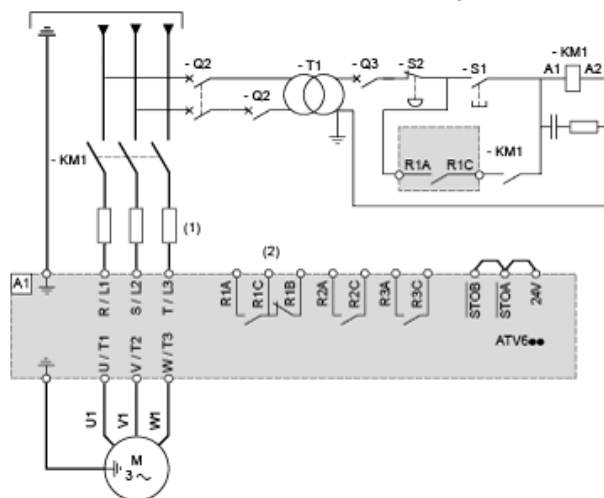 - Q2 - T1 - Q3 - S2 - S1 - KM1
A1 A2
- Q2
- KM1 R1A R1C - KM1
(1)
(2)
A1 R / L1 S / L2 T / L3 R1A R1C R1B R2A R2C R3A R3C STOB STOA 24V
ATV6●●
U / T1 V / T2 W / T3
U1 V1 W1
M
3 ~